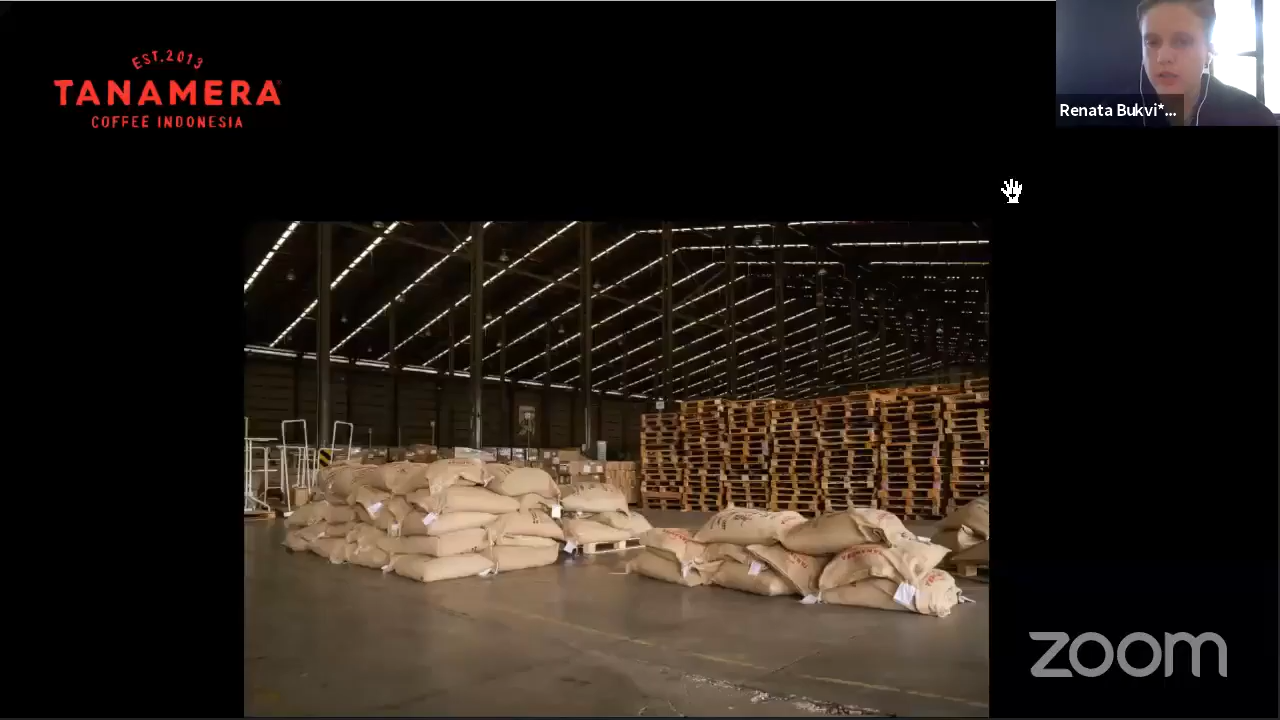 EST.2013
TANAMERA
COFFEE INDONESIA
Renata Bukvi*...
zoom